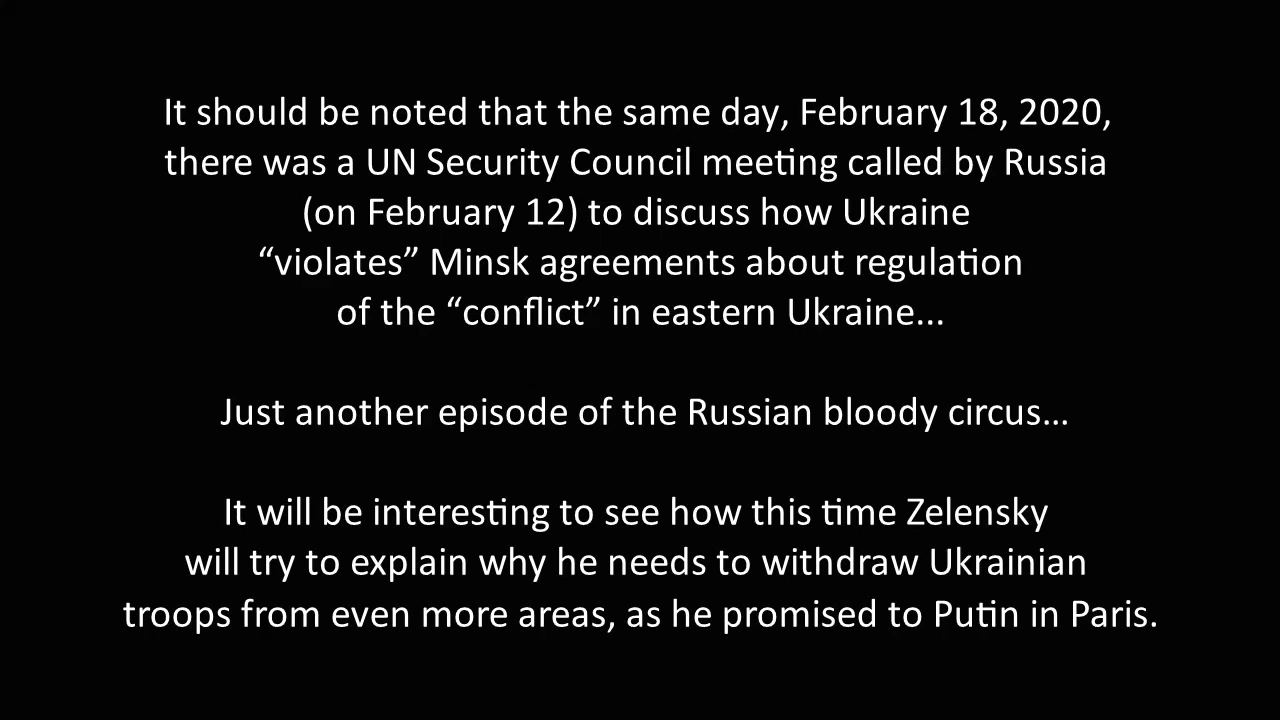 It should be noted that the same day, February 18, 2020,
there was a UN Security Council meeting called by Russia
(on February 12) to discuss how Ukraine
“violates” Minsk agreements about regulation
of the “conflict” in eastern Ukraine...
Just another episode of the Russian bloody circus...
It will be interesting to see how this time Zelensky
will try to explain why he needs to withdraw Ukrainian
troops from even more areas, as he promised to Putin in Paris.